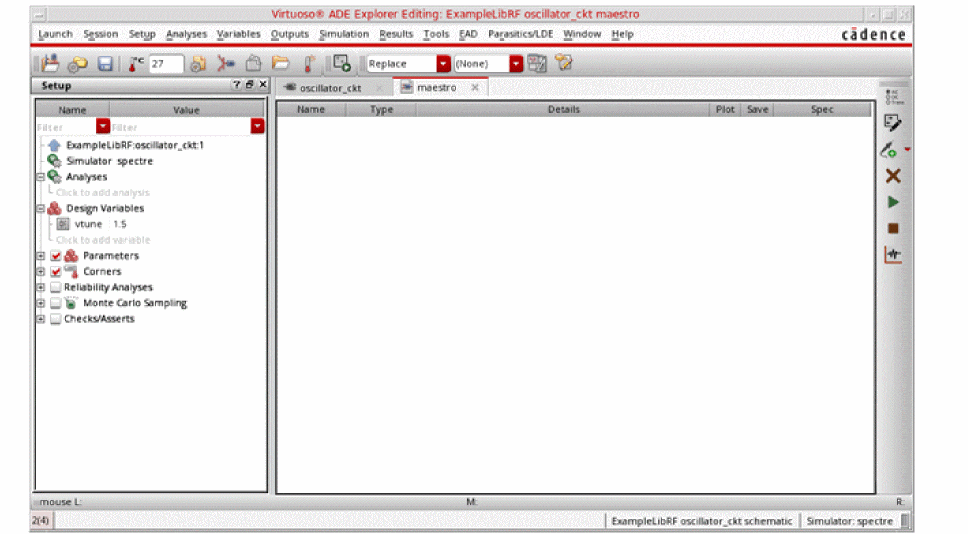 Virtuoso® ADE Explorer Editing: ExampleLibRF oscillator_ckt maestro
Launch Session Setup Analyses Variables Outputs Simulation Results Tools EAD Parasitics/LDE Window Help cādence
°C 27 Replace (None)
Setup ? X oscillator_ckt maestro
Name Value Name Type Details Plot Save Spec
Filter Filter
ExampleLibRF:oscillator_ckt:1
Simulator spectre
Analyses
Click to add analysis
Design Variables
vtune 1.5
Click to add variable
Parameters
Corners
Reliability Analyses
Monte Carlo Sampling
Checks/Asserts
mouse L: M: R:
2(4) ExampleLibRF oscillator_ckt schematic Simulator: spectre